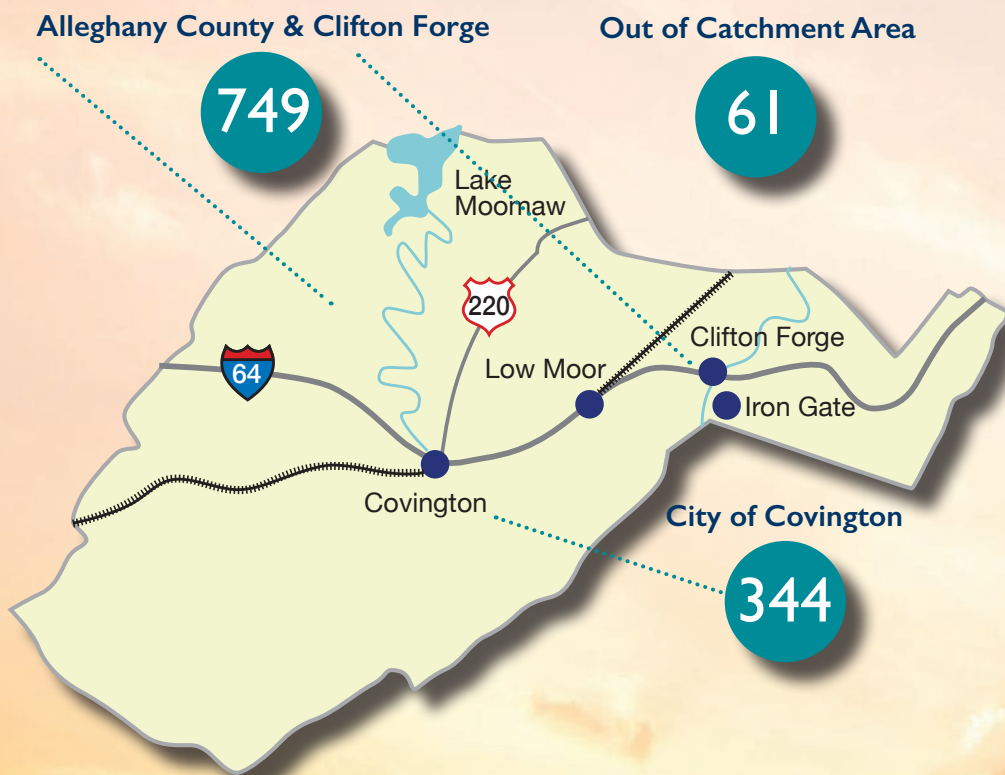 Alleghany County & Clifton Forge
749
Out of Catchment Area
61
Lake
Moomaw
220
64
Low Moor
Clifton Forge
Iron Gate
Covington
City of Covington
344